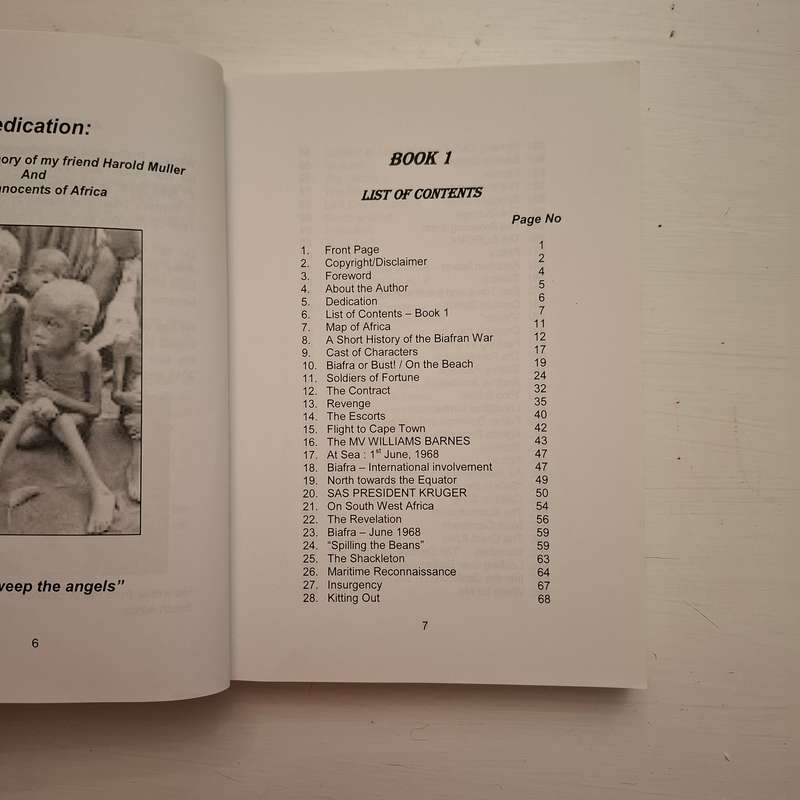 edication:
ory of my friend Harold Muller
And
nnocents of Africa
weep the angels"
6
BOOK 1
LIST OF CONTENTS
Page No
1. Front Page 1
2. Copyright/Disclaimer 2
3. Foreword 4
4. About the Author 5
5. Dedication 6
6. List of Contents – Book 1 7
7. Map of Africa 11
8. A Short History of the Biafran War 12
9. Cast of Characters 17
10. Biafra or Bust! / On the Beach 19
11. Soldiers of Fortune 24
12. The Contract 32
13. Revenge 35
14. The Escorts 40
15. Flight to Cape Town 42
16. The MV WILLIAMS BARNES 43
17. At Sea : 1st June, 1968 47
18. Biafra – International involvement 47
19. North towards the Equator 49
20. SAS PRESIDENT KRUGER 50
21. On South West Africa 54
22. The Revelation 56
23. Biafra – June 1968 59
24. "Spilling the Beans" 59
25. The Shackleton 63
26. Maritime Reconnaissance 64
27. Insurgency 67
28. Kitting Out 68
7